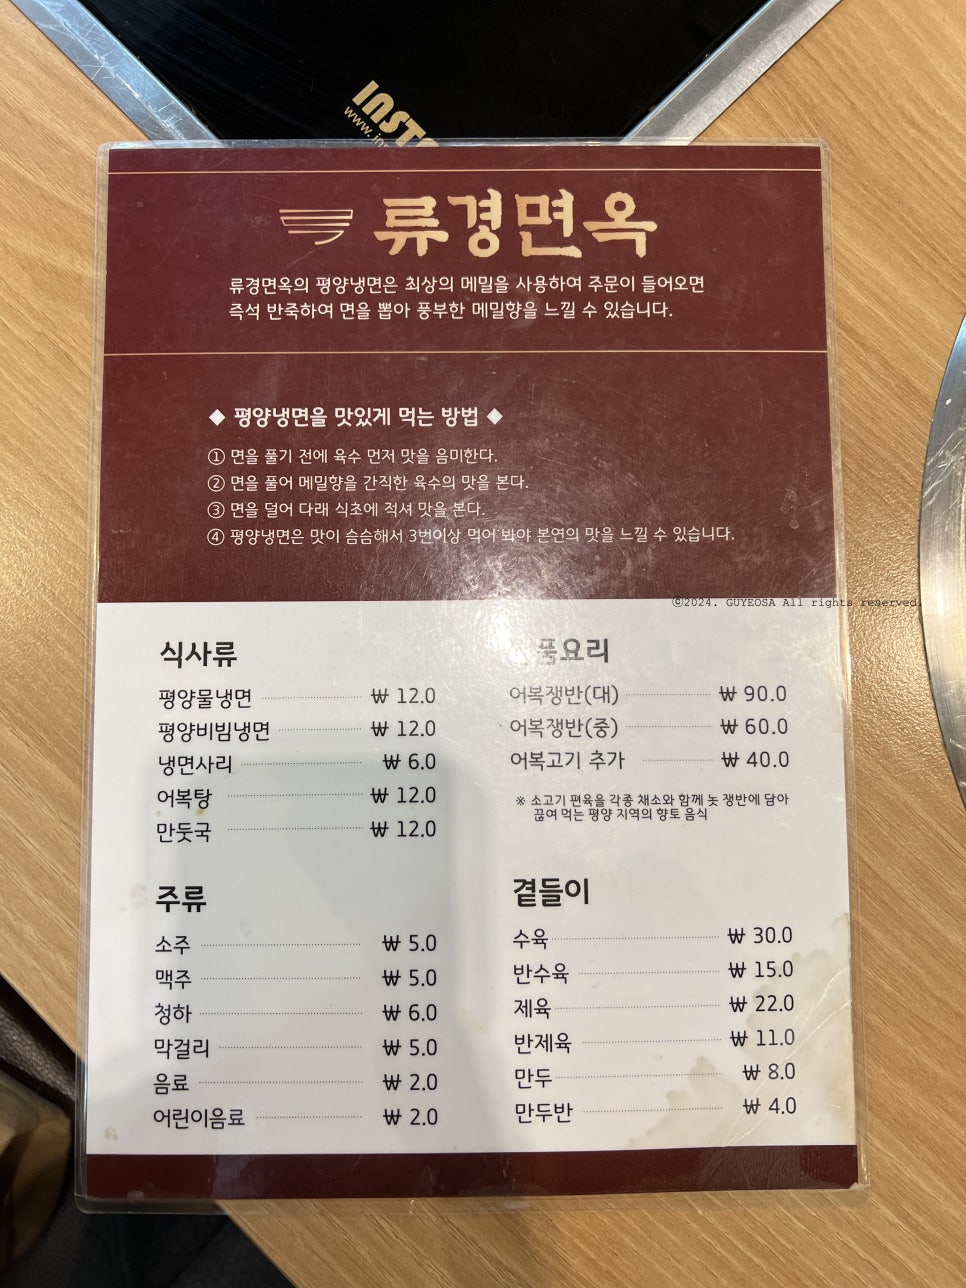 INST
www.in
류경면옥
류경면옥의 평양냉면은 최상의 메밀을 사용하여 주문이 들어오면
즉석 반죽하여 면을 뽑아 풍부한 메밀향을 느낄 수 있습니다.
◆ 평양냉면을 맛있게 먹는 방법 ◆
① 면을 풀기 전에 육수 먼저 맛을 음미한다.
② 면을 풀어 메밀향을 간직한 육수의 맛을 본다.
③ 면을 덜어 다래 식초에 적셔 맛을 본다.
④ 평양냉면은 맛이 슴슴해서 3번이상 먹어 봐야 본연의 맛을 느낄 수 있습니다.
ⓒ2024. GUYEOSA All rights reserved.
식사류
평양물냉면 ₩ 12.0
평양비빔냉면 ₩ 12.0
냉면사리 ₩ 6.0
어복탕 ₩ 12.0
만둣국 ₩ 12.0
주류
소주 ₩ 5.0
맥주 ₩ 5.0
청하 ₩ 6.0
막걸리 ₩ 5.0
음료 ₩ 2.0
어린이음료 ₩ 2.0
품요리
어복쟁반(대) ₩ 90.0
어복쟁반(중) ₩ 60.0
어복고기 추가 ₩ 40.0
※ 소고기 편육을 각종 채소와 함께 놋 쟁반에 담아
끓여 먹는 평양 지역의 향토 음식
곁들이
수육 ₩ 30.0
반수육 ₩ 15.0
제육 ₩ 22.0
반제육 ₩ 11.0
만두 ₩ 8.0
만두반 ₩ 4.0